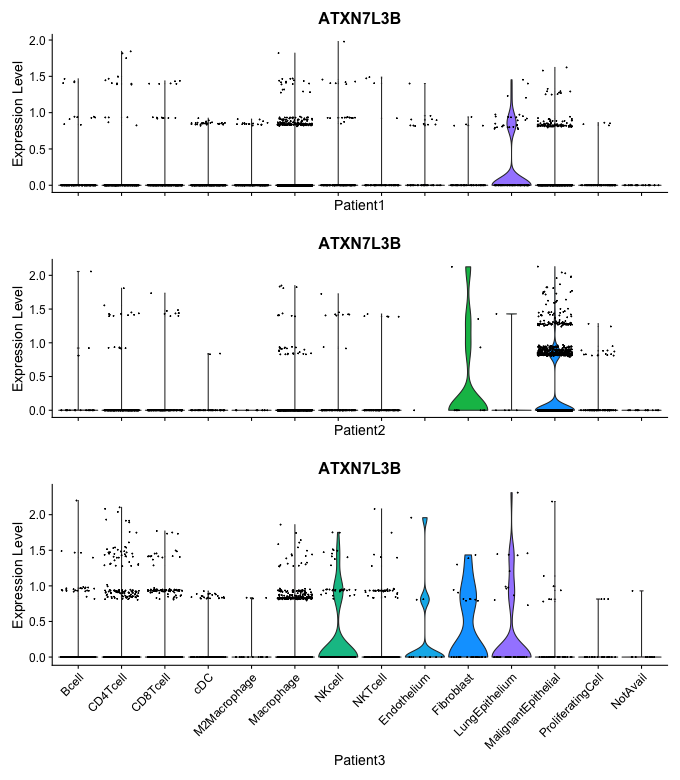 ATXN7L3B
Expression Level
2.0
1.5
1.0
0.5
0.0
Patient1
ATXN7L3B
Expression Level
2.0
1.5
1.0
0.5
0.0
Patient2
ATXN7L3B
Expression Level
2.0
1.5
1.0
0.5
0.0
Bcell
CD4Tcell
CD8Tcell
cDC
M2Macrophage
Macrophage
NKcell
NKTcell
Endothelium
Fibroblast
LungEpithelium
MalignantEpithelial
ProliferatingCell
NotAvail
Patient3